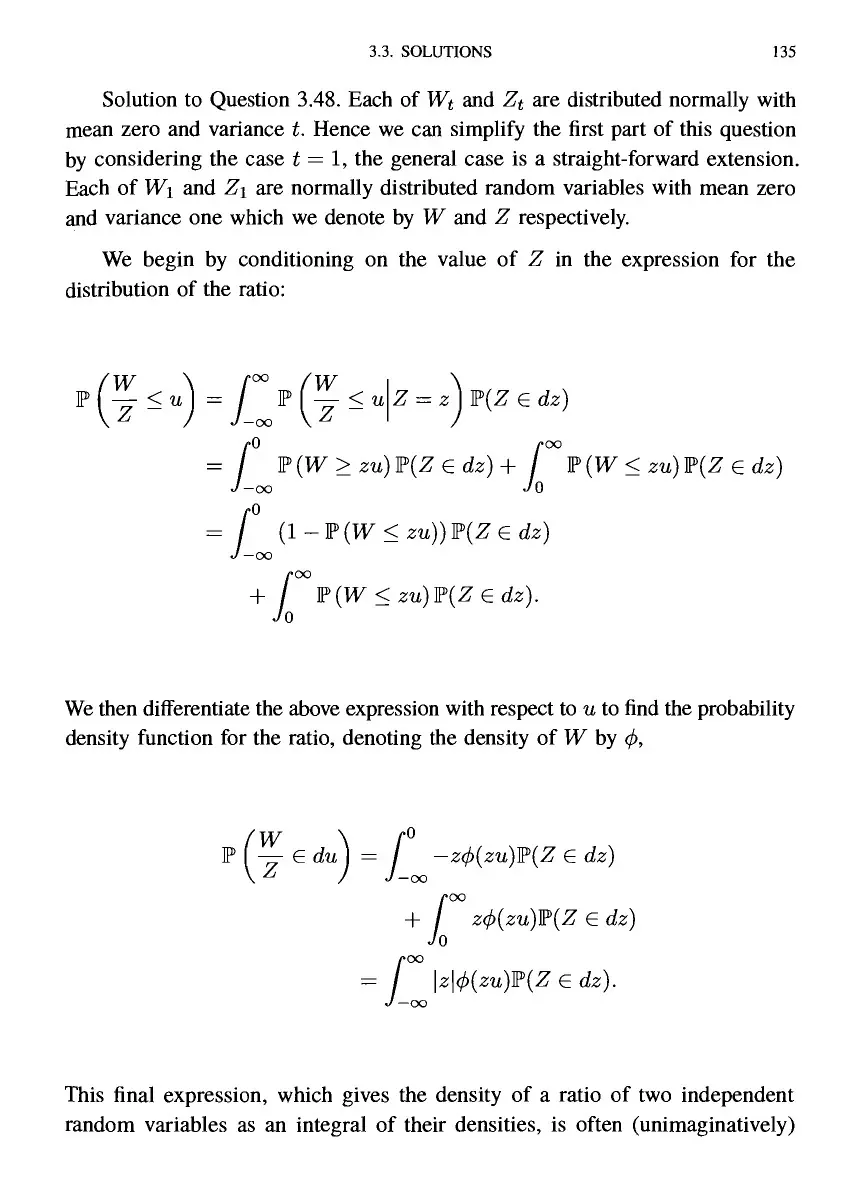 3.3. SOLUTIONS 135
Solution to Question 3.48. Each of W_t and Z_t are distributed normally with
mean zero and variance t. Hence we can simplify the first part of this question
by considering the case t = 1, the general case is a straight-forward extension.
Each of W_1 and Z_1 are normally distributed random variables with mean zero
and variance one which we denote by W and Z respectively.
We begin by conditioning on the value of Z in the expression for the
distribution of the ratio:
ℙ(W/Z ≤ u) = ∫_{-∞}^{∞} ℙ(W/Z ≤ u|Z = z) ℙ(Z ∈ dz)
= ∫_{-∞}^{0} ℙ(W ≥ zu) ℙ(Z ∈ dz) + ∫_{0}^{∞} ℙ(W ≤ zu) ℙ(Z ∈ dz)
= ∫_{-∞}^{0} (1 − ℙ(W ≤ zu)) ℙ(Z ∈ dz)
+ ∫_{0}^{∞} ℙ(W ≤ zu) ℙ(Z ∈ dz).
We then differentiate the above expression with respect to u to find the probability
density function for the ratio, denoting the density of W by ϕ,
ℙ(W/Z ∈ du) = ∫_{-∞}^{0} −zϕ(zu)ℙ(Z ∈ dz)
+ ∫_{0}^{∞} zϕ(zu)ℙ(Z ∈ dz)
= ∫_{-∞}^{∞} |z|ϕ(zu)ℙ(Z ∈ dz).
This final expression, which gives the density of a ratio of two independent
random variables as an integral of their densities, is often (unimaginatively)